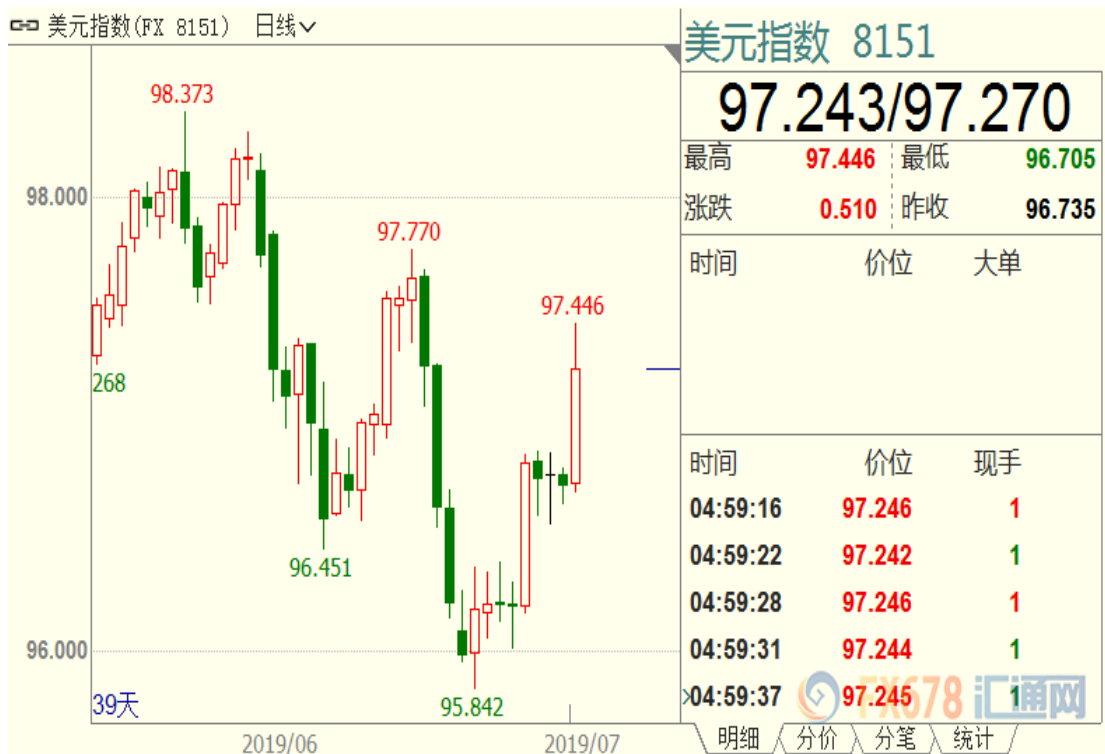 美元指数(FX 8151) 日线
98.373
98.000
97.770
97.446
268
96.451
96.000
95.842
39天
2019/06 2019/07
美元指数 8151
97.243/97.270
最高 97.446 最低 96.705
涨跌 0.510 昨收 96.735
时间 价位 大单
时间 价位 现手
04:59:16 97.246 1
04:59:22 97.242 1
04:59:28 97.246 1
04:59:31 97.244 1
04:59:37 97.245 1
FX678 汇通网
明细 分价 分笔 统计